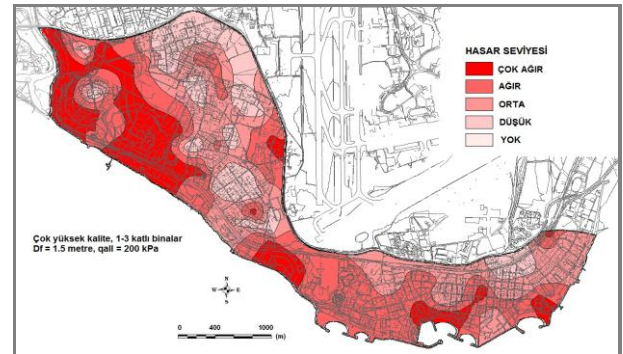 HASAR SEVİYESİ
ÇOK AĞIR
AĞIR
ORTA
DÜŞÜK
YOK
Çok yüksek kalite, 1-3 katlı binalar
Df = 1.5 metre, qall = 200 kPa
N
W E
S
0 400 1000
(m)